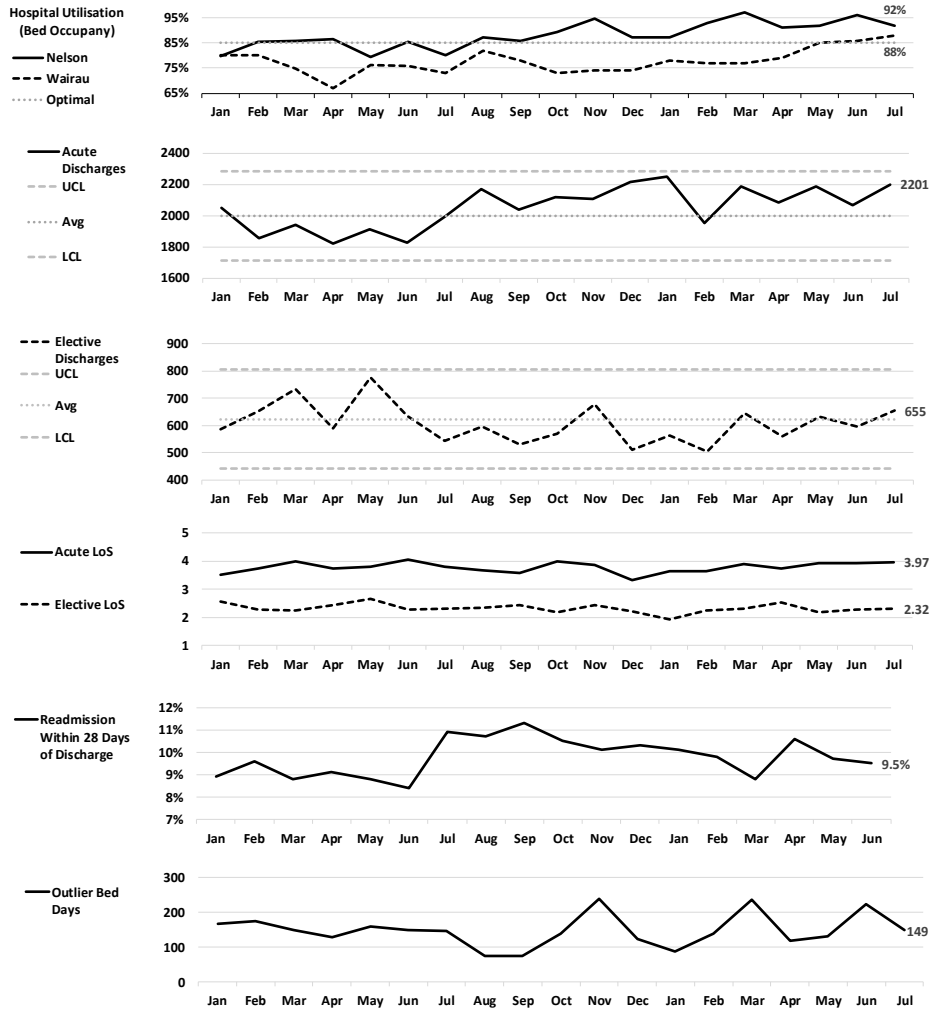 Hospital Utilisation
(Bed Occupany)
Nelson
Wairau
Optimal
95%
85%
75%
65%
92%
88%
Jan Feb Mar Apr May Jun Jul Aug Sep Oct Nov Dec Jan Feb Mar Apr May Jun Jul
Acute
Discharges
UCL
Avg
LCL
2400
2200
2000
1800
1600
2201
Jan Feb Mar Apr May Jun Jul Aug Sep Oct Nov Dec Jan Feb Mar Apr May Jun Jul
Elective
Discharges
UCL
Avg
LCL
900
800
700
600
500
400
655
Jan Feb Mar Apr May Jun Jul Aug Sep Oct Nov Dec Jan Feb Mar Apr May Jun Jul
Acute LoS
Elective LoS
5
4
3
2
1
3.97
2.32
Jan Feb Mar Apr May Jun Jul Aug Sep Oct Nov Dec Jan Feb Mar Apr May Jun Jul
Readmission
Within 28 Days
of Discharge
12%
11%
10%
9%
8%
7%
9.5%
Jan Feb Mar Apr May Jun Jul Aug Sep Oct Nov Dec Jan Feb Mar Apr May Jun
Outlier Bed
Days
300
200
100
0
149
Jan Feb Mar Apr May Jun Jul Aug Sep Oct Nov Dec Jan Feb Mar Apr May Jun Jul